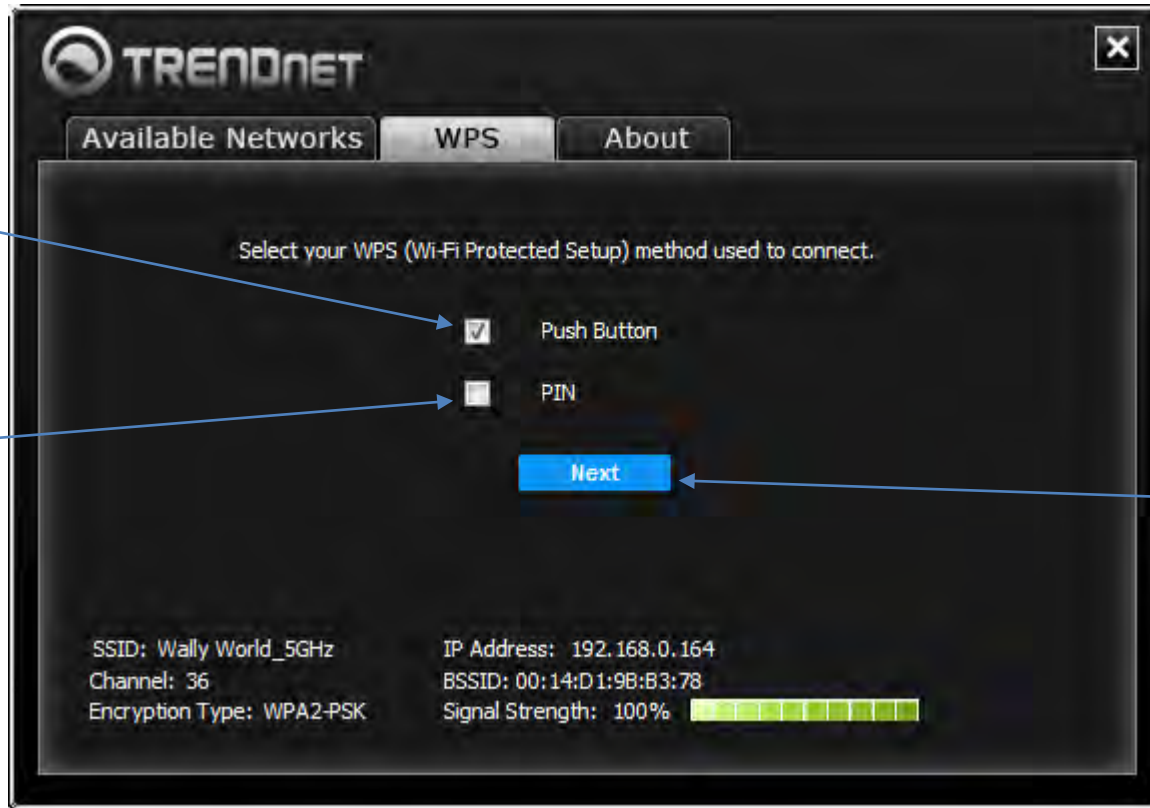 TRENDNET
Available Networks WPS About
Select your WPS (Wi-Fi Protected Setup) method used to connect.
Push Button
PIN
Next
SSID: Wally World_5GHz IP Address: 192.168.0.164
Channel: 36 BSSID: 00:14:D1:9B:B3:78
Encryption Type: WPA2-PSK Signal Strength: 100%